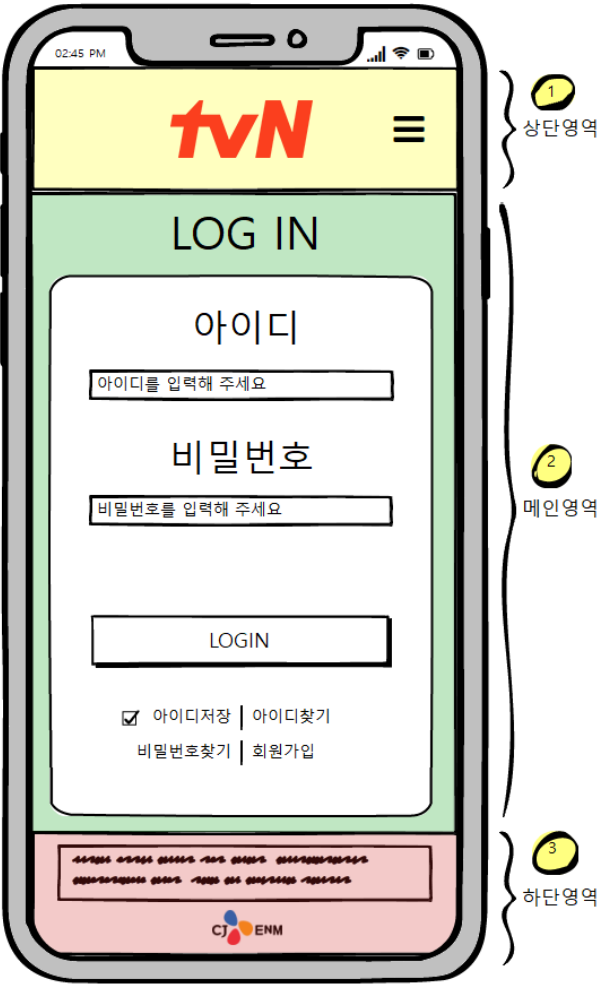 02:45 PM
tvN
1
상단영역
LOG IN
아이디
아이디를 입력해 주세요
비밀번호
2
메인영역
비밀번호를 입력해 주세요
LOGIN
아이디저장 | 아이디찾기
비밀번호찾기 | 회원가입
3
하단영역
CJ ENM